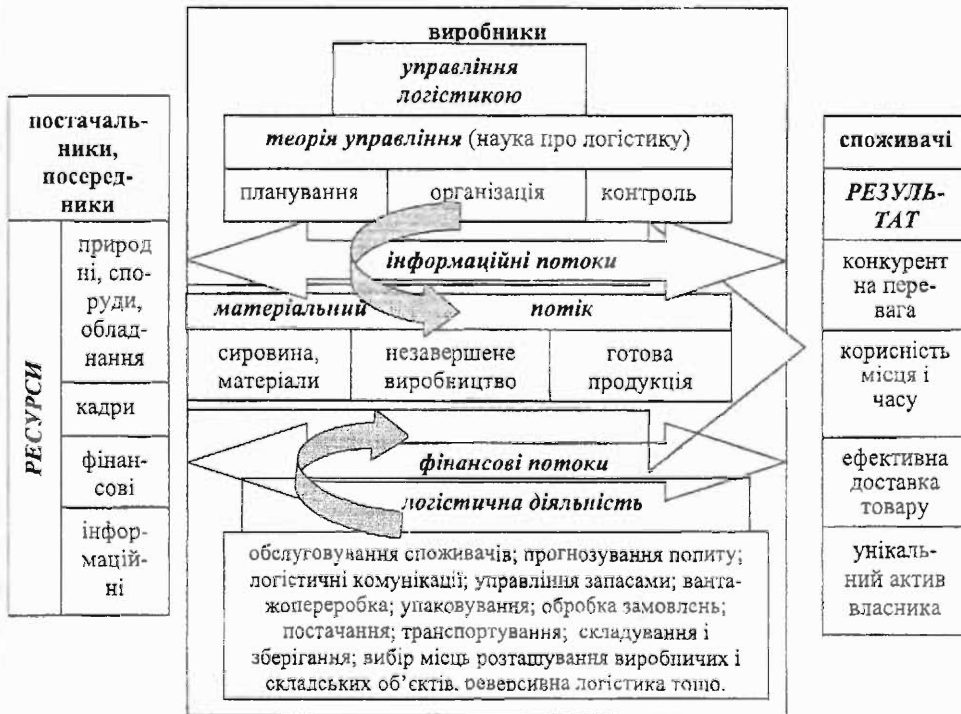 виробники
управління
логістикою
теорія управління (наука про логістику)
планування
організація
контроль
інформаційні потоки
матеріальний
потік
сировина,
матеріали
незавершене
виробництво
готова
продукція
фінансові потоки
логістична діяльність
обслуговування споживачів; прогнозування попиту;
логістичні комунікації; управління запасами; ванта-
жопереробка; упаковування; обробка замовлень;
постачання; транспортування; складування і
зберігання; вибір місць розташування виробничих і
складських об’єктів, реверсивна логістика тощо.
постачаль-
ники,
посеред-
ники
РЕСУРСИ
природ
ні, спо-
руди,
облад-
нання
кадри
фінан-
сові
інфор-
мацій-
ні
споживачі
РЕЗУЛЬ-
ТАТ
конкурент
на пере-
вага
корисність
місця і
часу
ефективна
доставка
товару
унікаль-
ний актив
власника